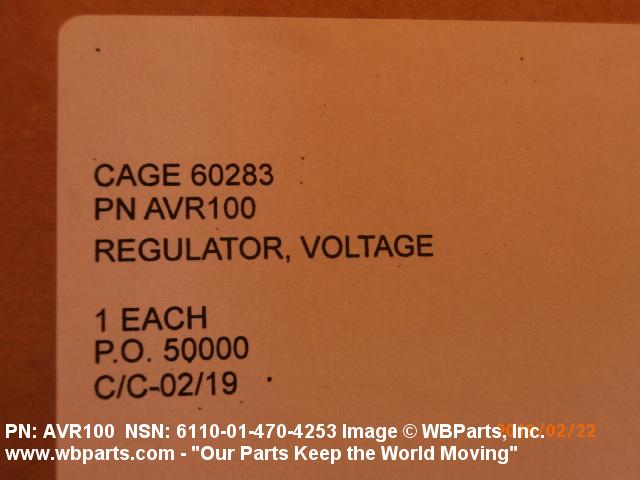 CAGE 60283
PN AVR100
REGULATOR, VOLTAGE
1 EACH
P.O. 50000
C/C-02/19
PN: AVR100 NSN: 6110-01-470-4253 Image © WBParts, Inc.
www.wbparts.com - "Our Parts Keep the World Moving"